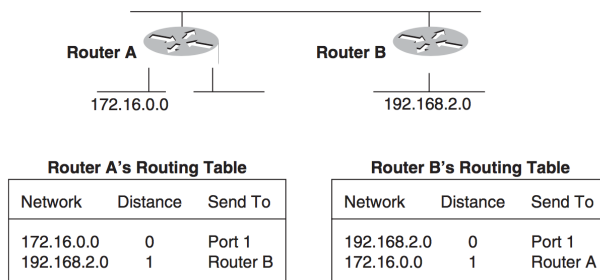 Router A
Router B
172.16.0.0
192.168.2.0
Router A's Routing Table
Network Distance Send To
172.16.0.0 0 Port 1
192.168.2.0 1 Router B
Router B's Routing Table
Network Distance Send To
192.168.2.0 0 Port 1
172.16.0.0 1 Router A